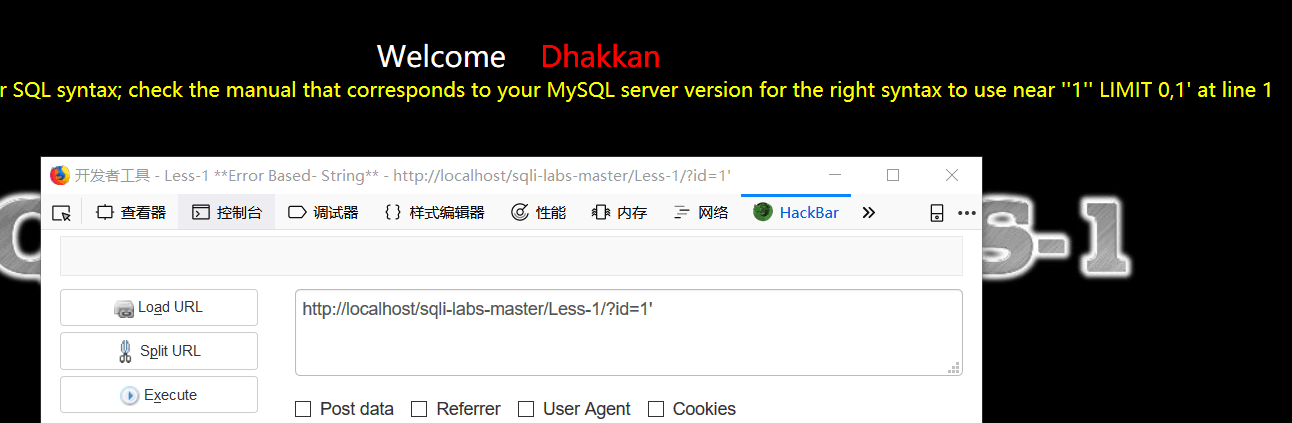 Welcome Dhakkan
r SQL syntax; check the manual that corresponds to your MySQL server version for the right syntax to use near ''1'' LIMIT 0,1' at line 1
开发者工具 - Less-1 **Error Based- String** - http://localhost/sqli-labs-master/Less-1/?id=1'
查看器 控制台 调试器 {} 样式编辑器 性能 内存 网络 HackBar
S-1
Load URL
http://localhost/sqli-labs-master/Less-1/?id=1'
Split URL
Execute
Post data Referrer User Agent Cookies